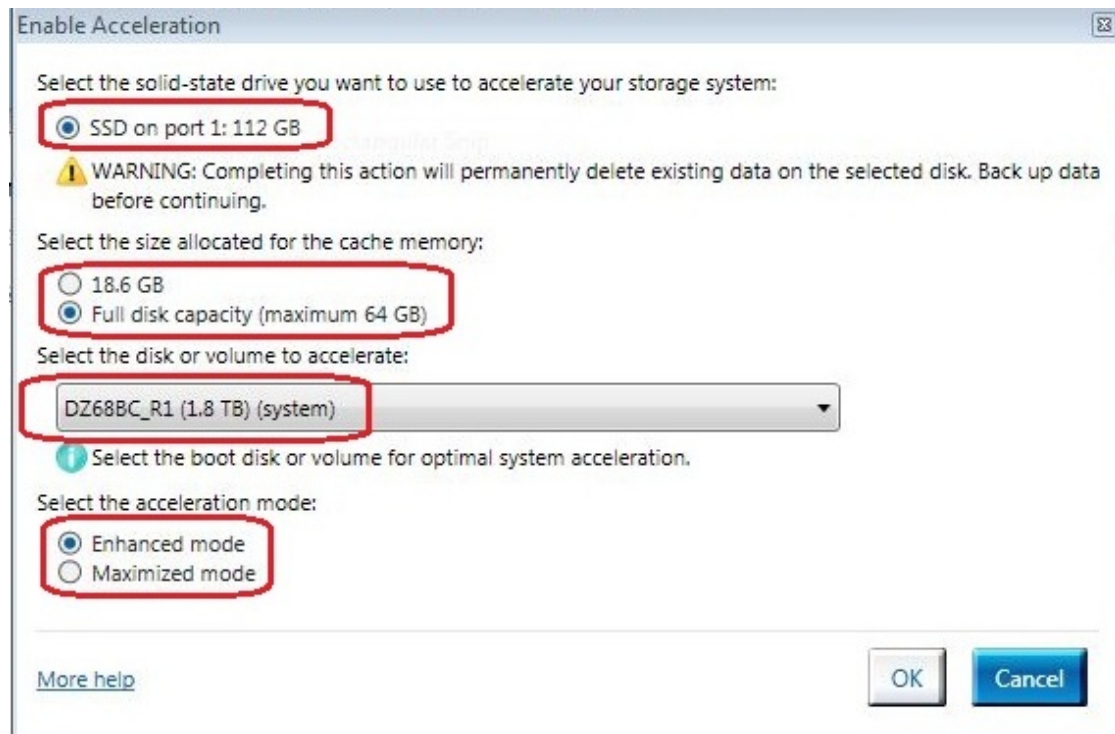 Enable Acceleration
Select the solid-state drive you want to use to accelerate your storage system:
SSD on port 1: 112 GB
WARNING: Completing this action will permanently delete existing data on the selected disk. Back up data
before continuing.
Select the size allocated for the cache memory:
18.6 GB
Full disk capacity (maximum 64 GB)
Select the disk or volume to accelerate:
DZ68BC_R1 (1.8 TB) (system)
Select the boot disk or volume for optimal system acceleration.
Select the acceleration mode:
Enhanced mode
Maximized mode
More help
OK
Cancel